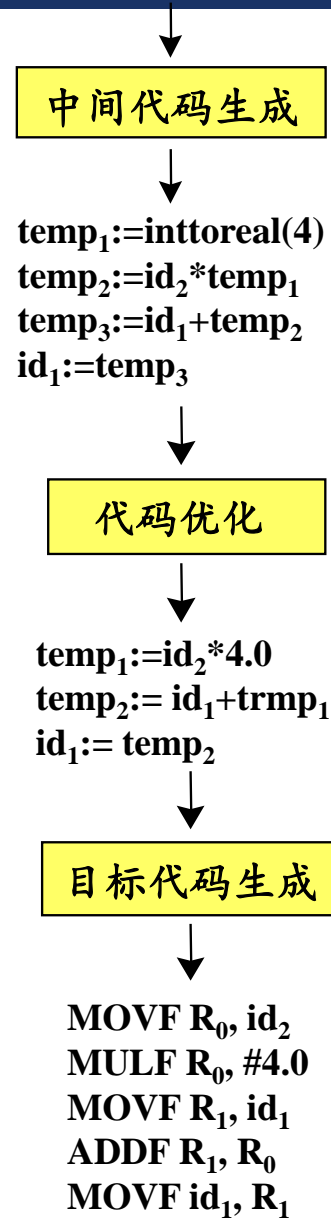 中间代码生成
temp₁:=inttoreal(4)
temp₂:=id₂*temp₁
temp₃:=id₁+temp₂
id₁:=temp₃
代码优化
temp₁:=id₂*4.0
temp₂:= id₁+trmp₁
id₁:= temp₂
目标代码生成
MOVF R₀, id₂
MULF R₀, #4.0
MOVF R₁, id₁
ADDF R₁, R₀
MOVF id₁, R₁